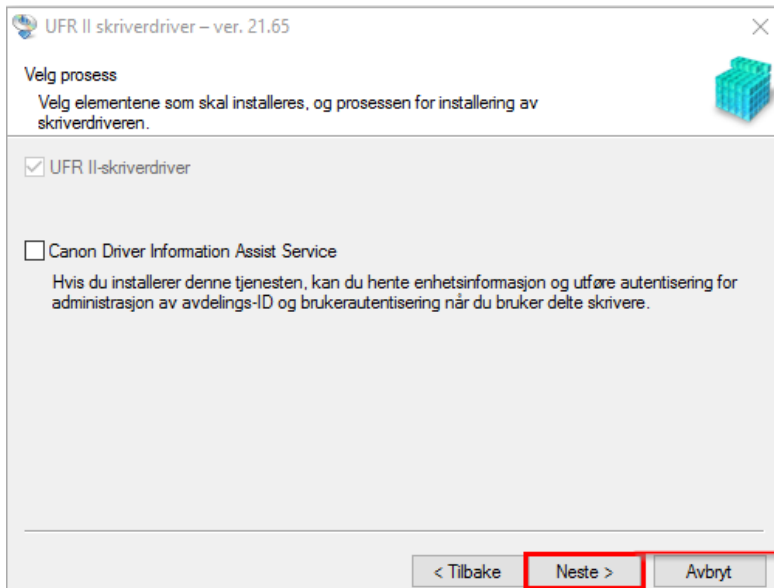 UFR II skriverdriver – ver. 21.65
Velg prosess
Velg elementene som skal installeres, og prosessen for installering av
skriverdriveren.
UFR II-skriverdriver
Canon Driver Information Assist Service
Hvis du installerer denne tjenesten, kan du hente enhetsinformasjon og utføre autentisering for
administrasjon av avdelings-ID og brukerautentisering når du bruker delte skrivere.
< Tilbake Neste > Avbryt